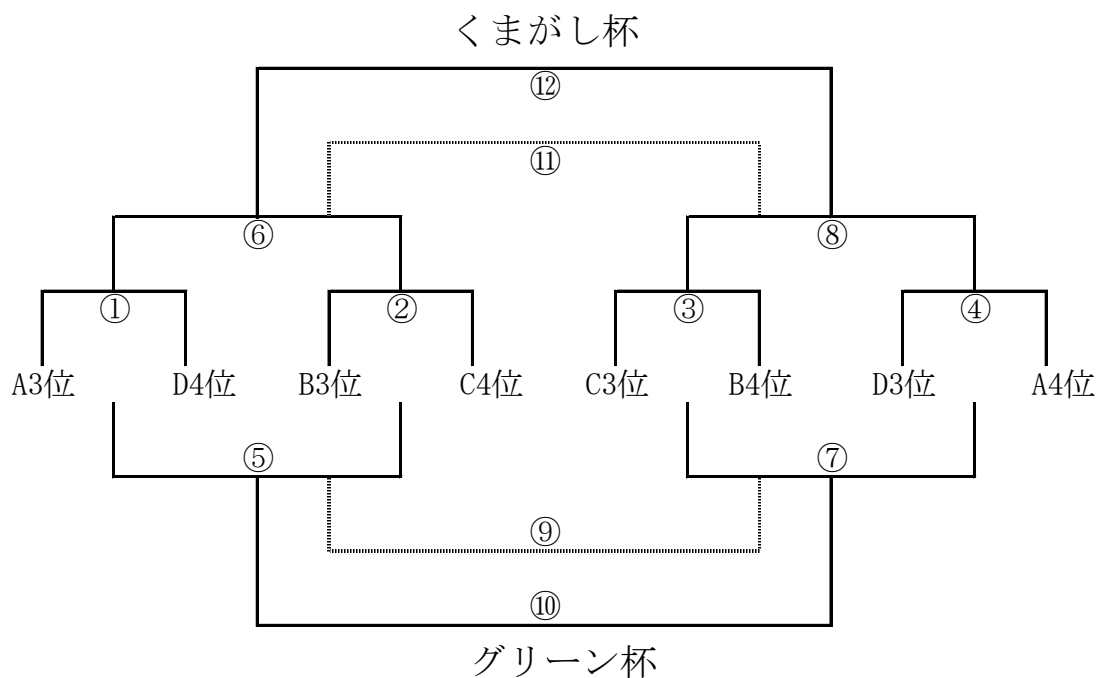 くまがし杯
⑫
⑪
⑥ ⑧
① ② ③ ④
A3位 D4位 B3位 C4位 C3位 B4位 D3位 A4位
⑤ ⑦
⑨
⑩
グリーン杯